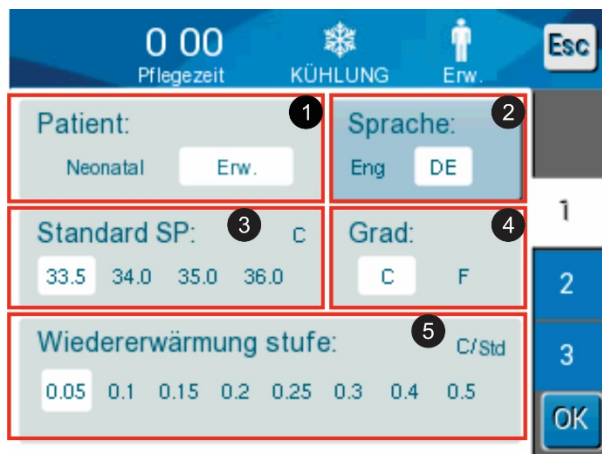 0 00
Pflegezeit
KÜHLUNG
Erw.
Esc
Patient:
1
Neonatal Erw.
Sprache:
2
Eng DE
Standard SP: 3 C
33.5 34.0 35.0 36.0
Grad:
4
C F
Wiedererwärmung stufe:
5
C/Std
0.05 0.1 0.15 0.2 0.25 0.3 0.4 0.5
1
2
3
OK